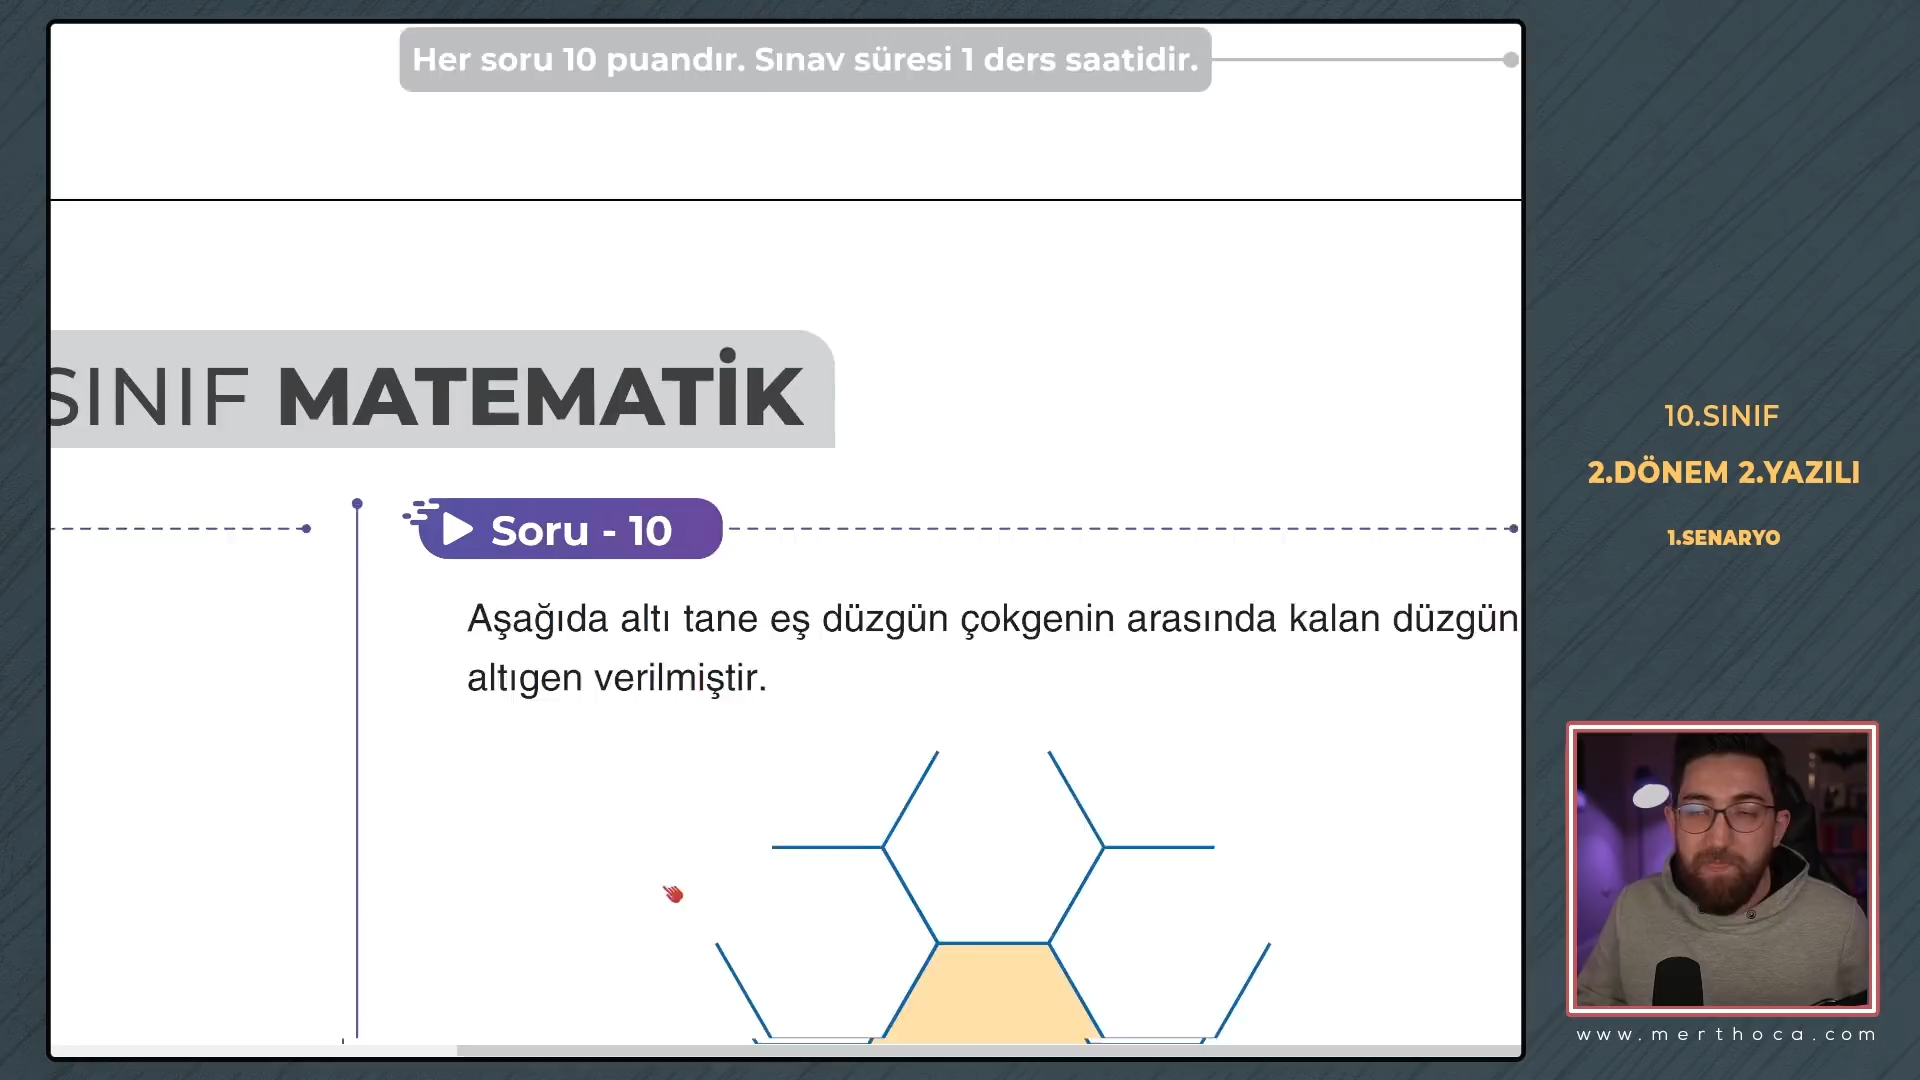 Her soru 10 puandır. Sınav süresi 1 ders saatidir.
SINIF MATEMATİK
Soru - 10
Aşağıda altı tane eş düzgün çokgenin arasında kalan düzgün
altıgen verilmiştir.
10.SINIF
2.DÖNEM 2.YAZILI
1.SENARYO
www.merthoca.com